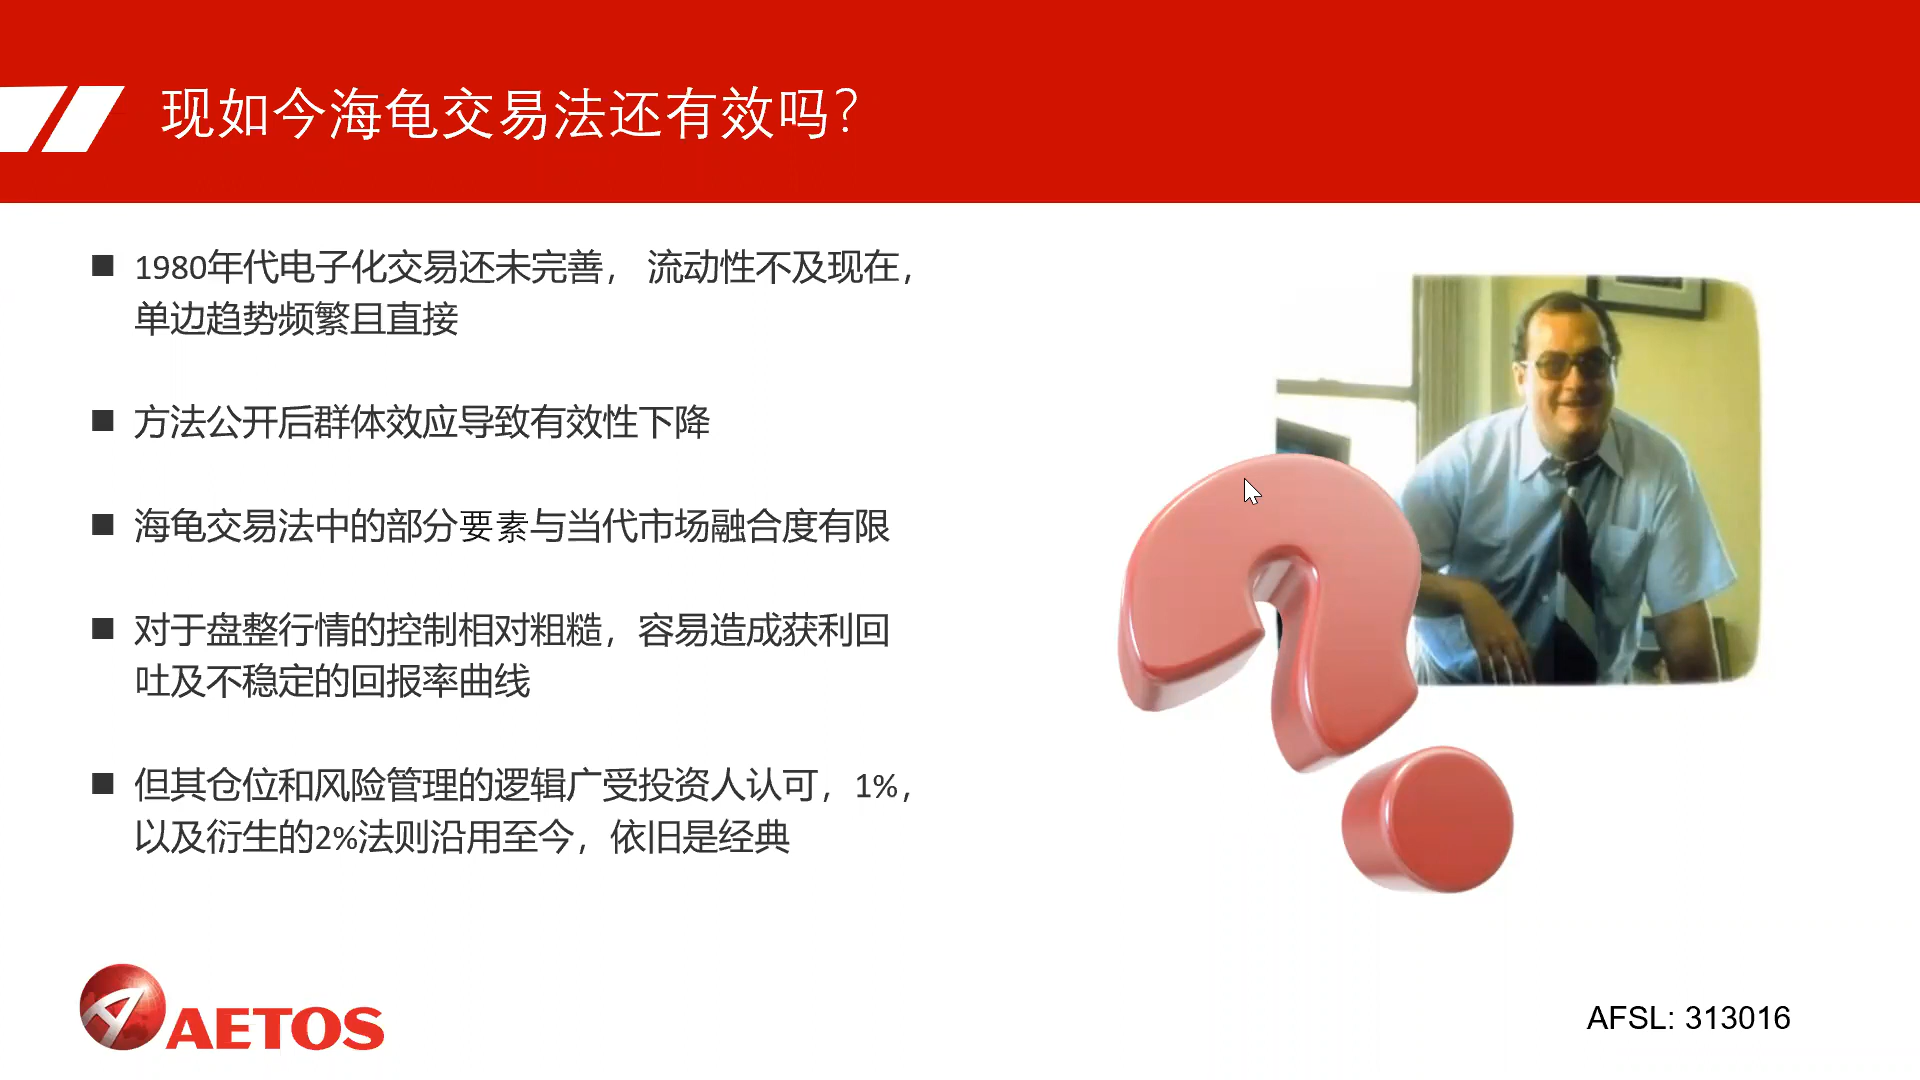 现如今海龟交易法还有效吗?
1980年代电子化交易还未完善， 流动性不及现在，
单边趋势频繁且直接
方法公开后群体效应导致有效性下降
海龟交易法中的部分要素与当代市场融合度有限
对于盘整行情的控制相对粗糙，容易造成获利回
吐及不稳定的回报率曲线
但其仓位和风险管理的逻辑广受投资人认可，1%，
以及衍生的2%法则沿用至今，依旧是经典
AETOS
AFSL: 313016